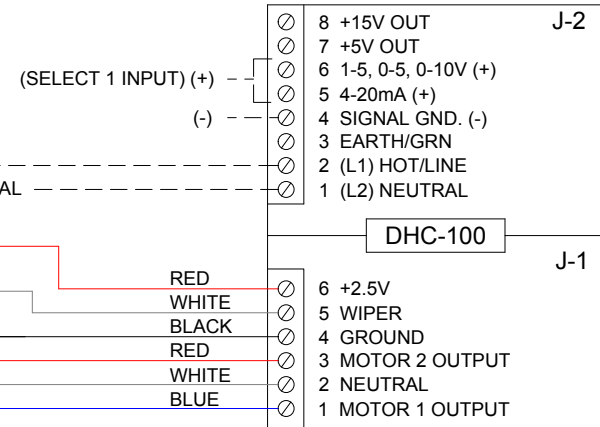 J-2
8 +15V OUT
7 +5V OUT
(SELECT 1 INPUT) (+)
6 1-5, 0-5, 0-10V (+)
5 4-20mA (+)
(-)
4 SIGNAL GND. (-)
3 EARTH/GRN
2 (L1) HOT/LINE
AL
1 (L2) NEUTRAL
DHC-100
J-1
RED
6 +2.5V
WHITE
5 WIPER
BLACK
4 GROUND
RED
3 MOTOR 2 OUTPUT
WHITE
2 NEUTRAL
BLUE
1 MOTOR 1 OUTPUT